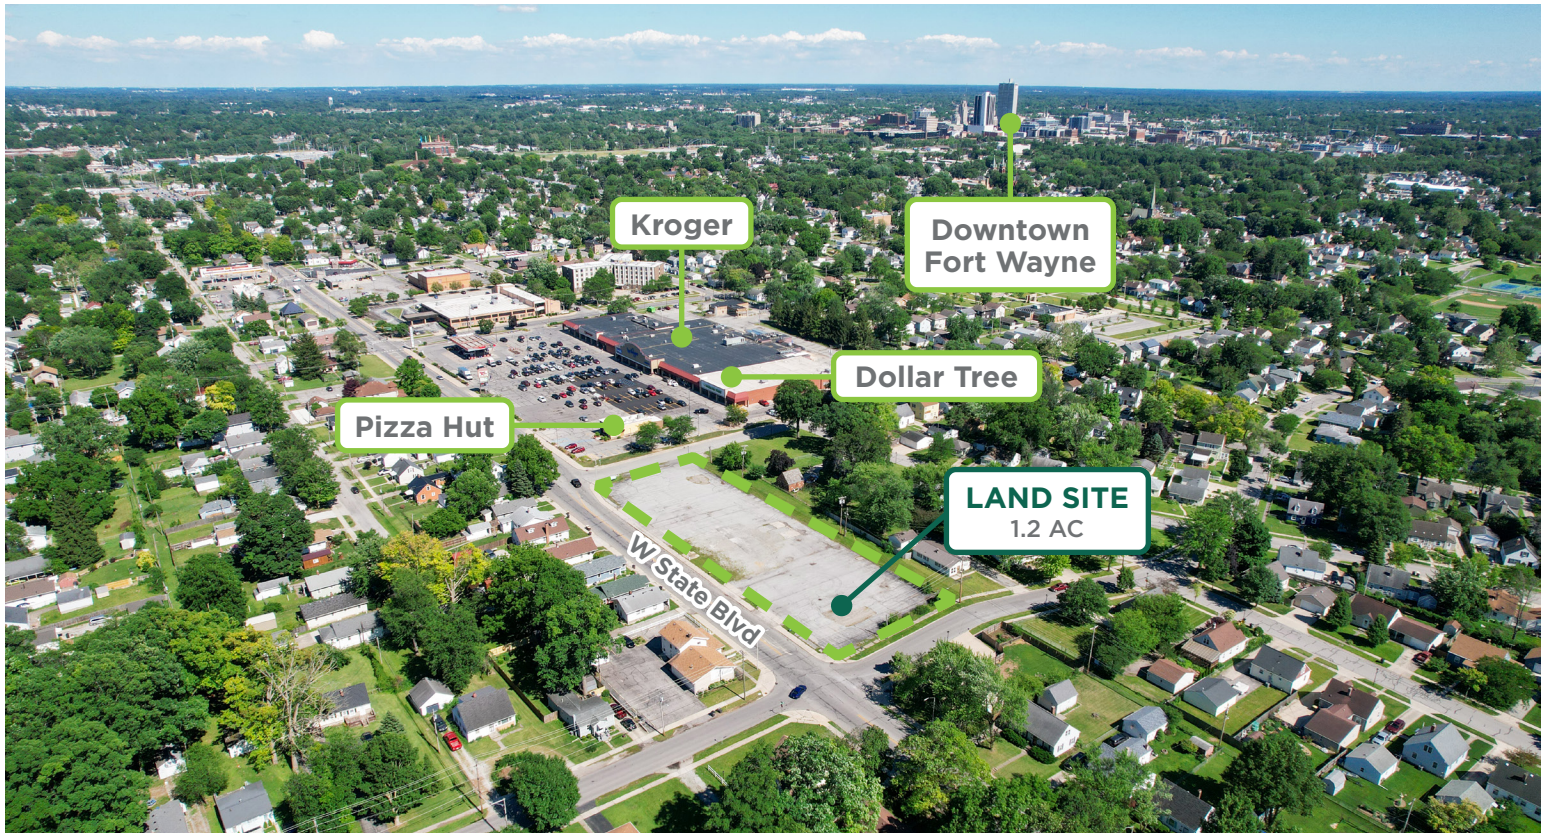 Kroger
Downtown
Fort Wayne
Dollar Tree
Pizza Hut
LAND SITE
1.2 AC
W State Blvd